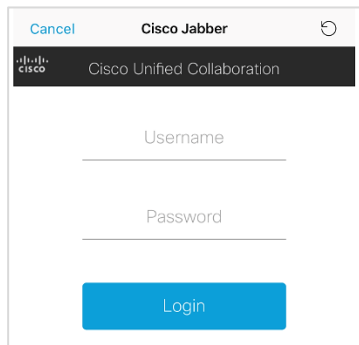 Cancel Cisco Jabber
cisco Cisco Unified Collaboration
Username
Password
Login